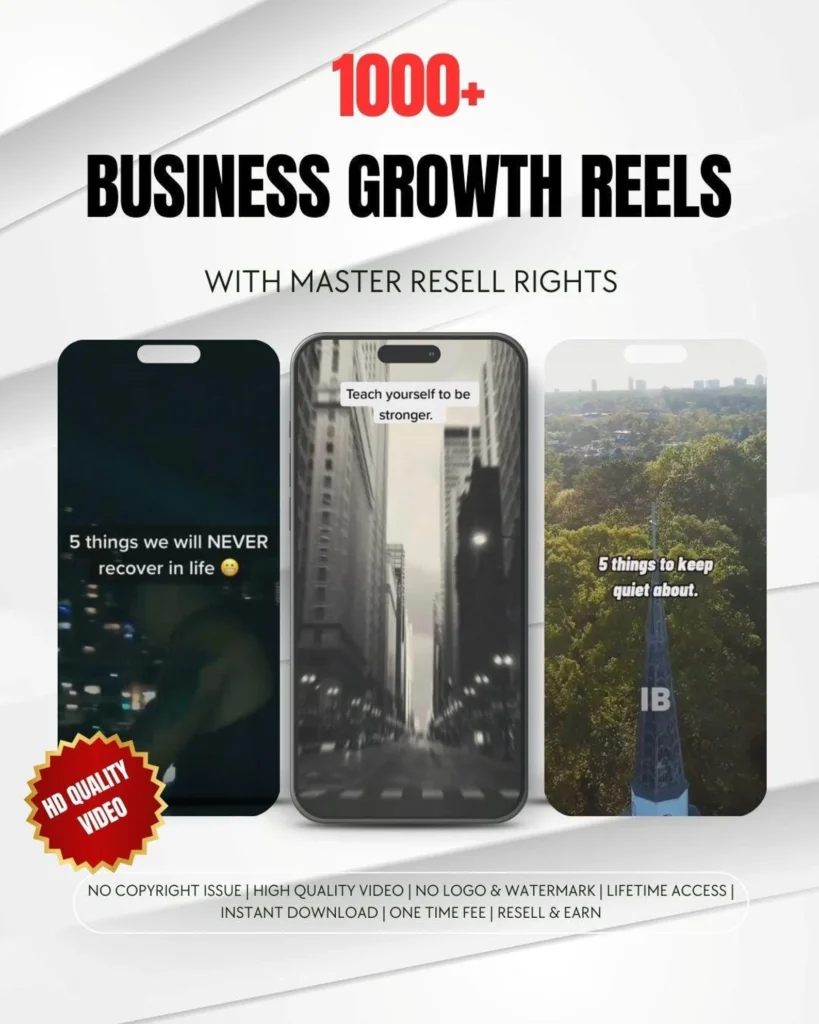 1000+
BUSINESS GROWTH REELS
WITH MASTER RESELL RIGHTS
5 things we will NEVER
recover in life 😬
Teach yourself to be
stronger.
5 things to keep
quiet about.
IB
HD QUALITY
VIDEO
NO COPYRIGHT ISSUE | HIGH QUALITY VIDEO | NO LOGO & WATERMARK | LIFETIME ACCESS |
INSTANT DOWNLOAD | ONE TIME FEE | RESELL & EARN